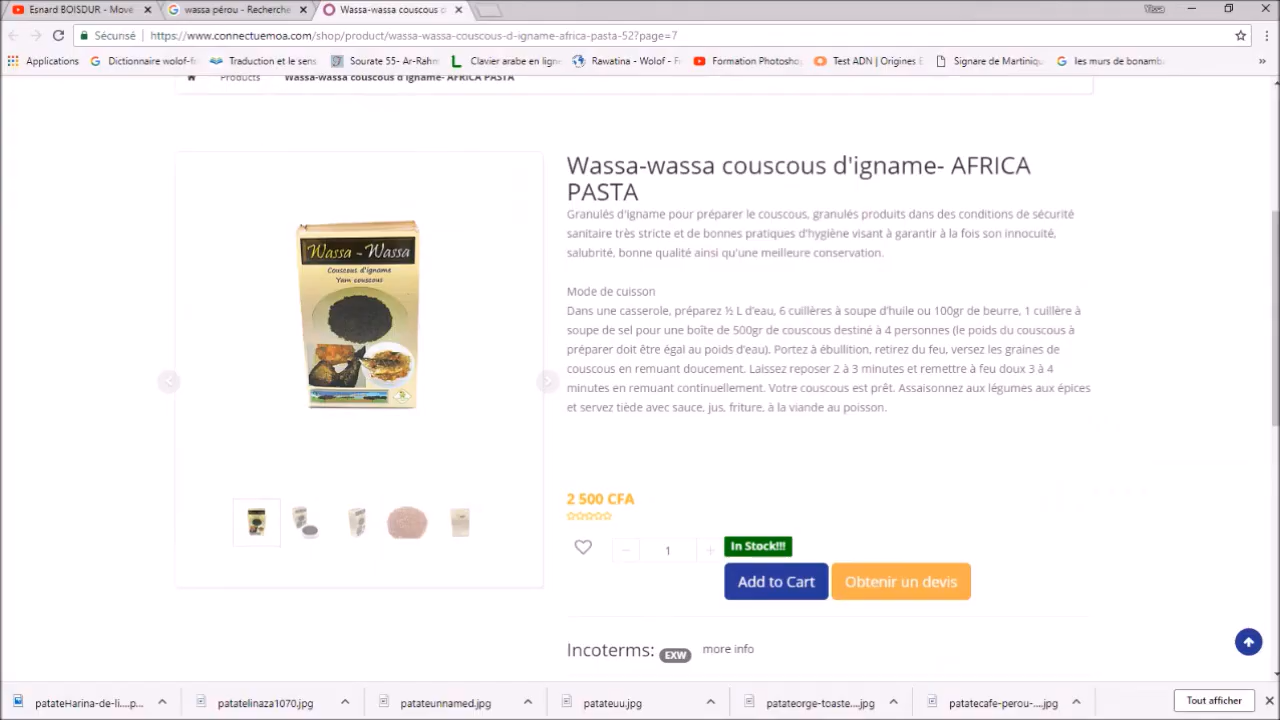 Esnard BOISDUR - Move
wassa pérou - Recherche
Wassa-wassa couscous d
Sécurisé
https://www.connectuemoa.com/shop/product/wassa-wassa-couscous-d-igname-africa-pasta-52?page=7
Applications
Dictionnaire wolof-f
Traduction et le sens
Sourate 55- Ar-Rahm
Clavier arabe en ligne
Rawatina - Wolof - Fr
Formation Photoshop
Test ADN | Origines E
Signare de Martiniqu
les murs de bonamb
»
Products
Wassa-wassa couscous d'igname- AFRICA PASTA
Wassa - Wassa
Couscous d'igname
Yam couscous
Wassa-wassa couscous d'igname- AFRICA
PASTA
Granulés d'igname pour préparer le couscous, granulés produits dans des conditions de sécurité
sanitaire très stricte et de bonnes pratiques d'hygiène visant à garantir à la fois son innocuité,
salubrité, bonne qualité ainsi qu'une meilleure conservation.
Mode de cuisson
Dans une casserole, préparez ½ L d'eau, 6 cuillères à soupe d'huile ou 100gr de beurre, 1 cuillère à
soupe de sel pour une boîte de 500gr de couscous destiné à 4 personnes (le poids du couscous à
préparer doit être égal au poids d'eau). Portez à ébullition, retirez du feu, versez les graines de
couscous en remuant doucement. Laissez reposer 2 à 3 minutes et remettre à feu doux 3 à 4
minutes en remuant continuellement. Votre couscous est prêt. Assaisonnez aux légumes aux épices
et servez tiède avec sauce, jus, friture, à la viande au poisson.
2 500 CFA
1
In Stock!!!
Add to Cart
Obtenir un devis
Incoterms:
EXW
more info
patateHarina-de-li....p...
patatelinaza1070.jpg
patateunnamed.jpg
patateuu.jpg
patateorge-toaste....jpg
patatecafe-perou-....jpg
Tout afficher